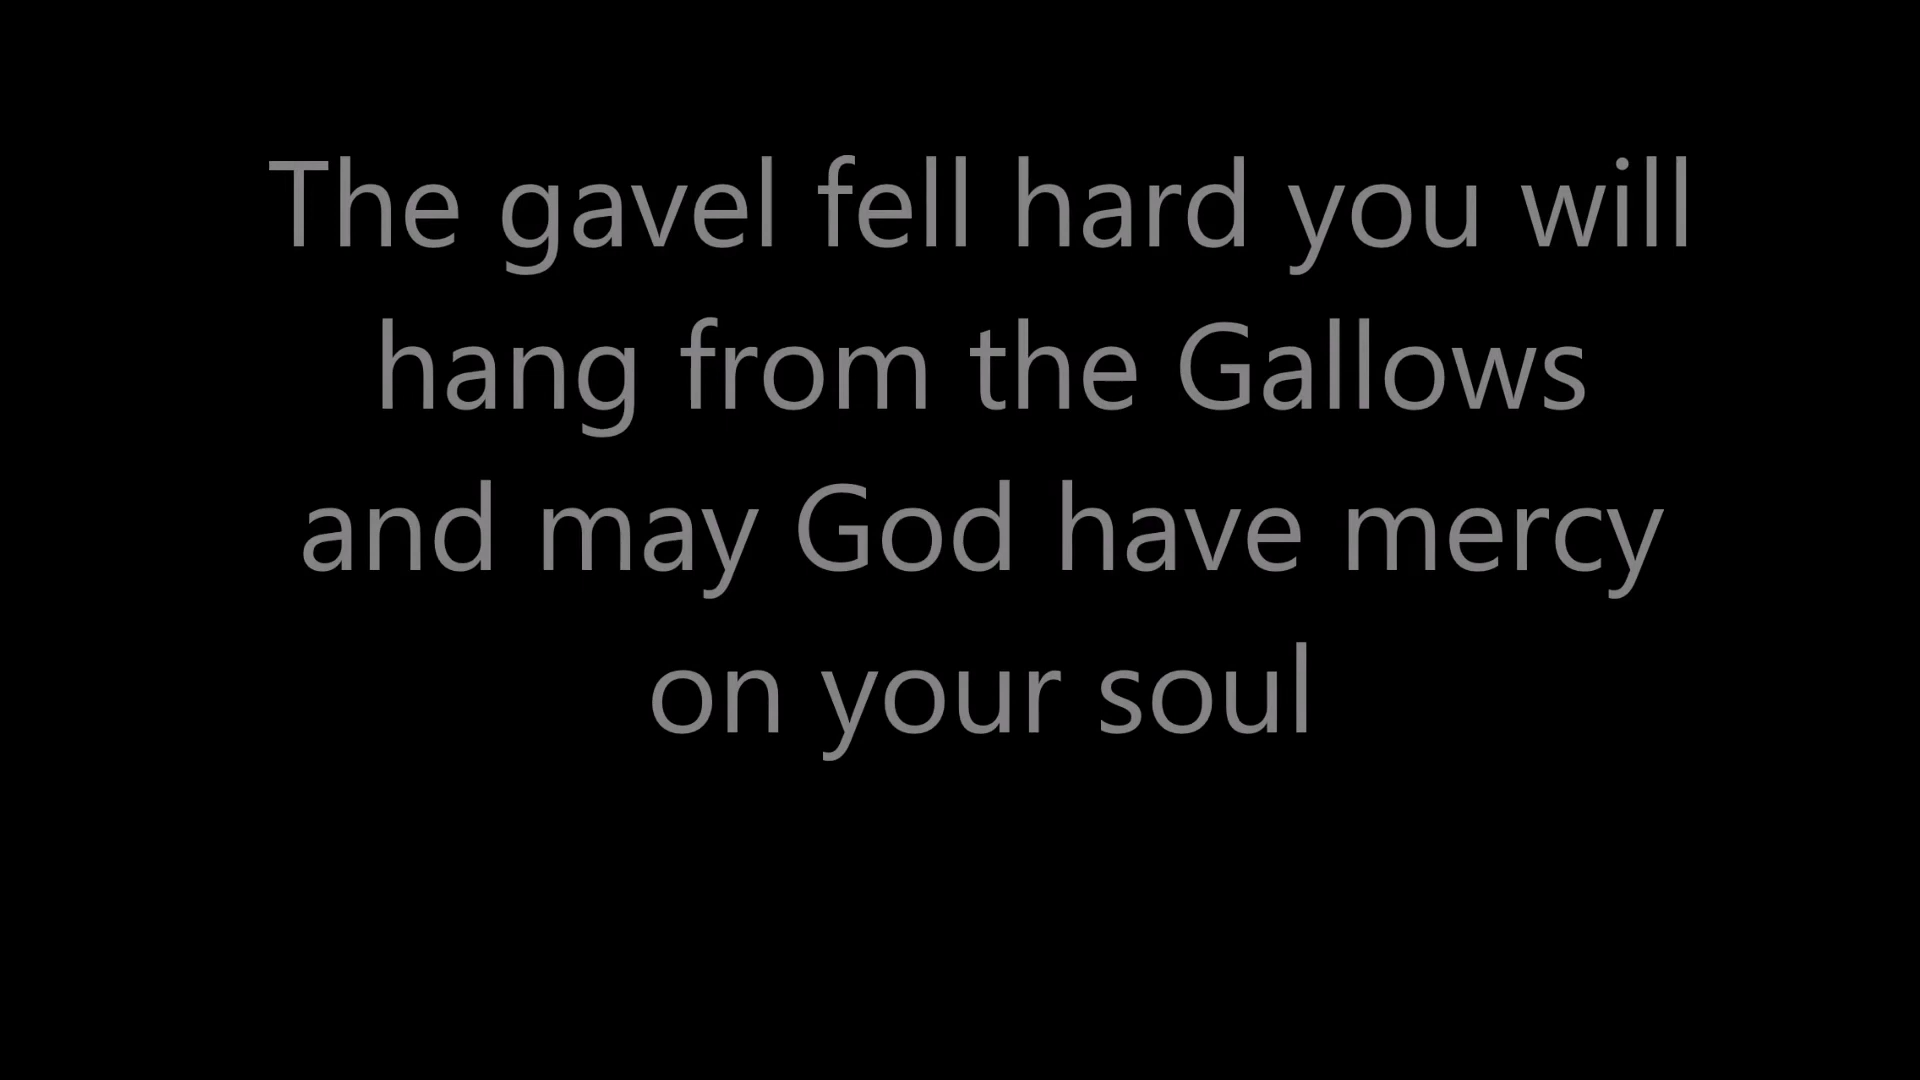 The gavel fell hard you will
hang from the Gallows
and may God have mercy
on your soul